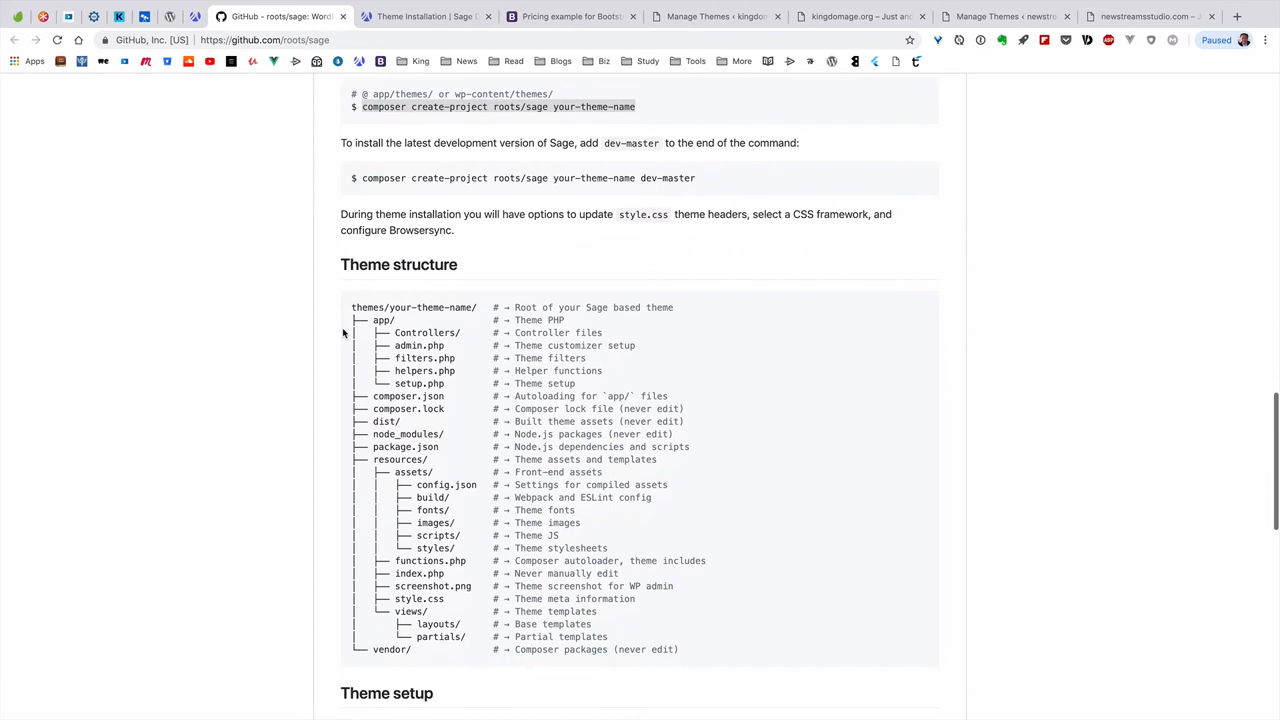 GitHub - roots/sage: WordP
Theme Installation | Sage D
Pricing example for Bootst
Manage Themes ‹ kingdom
kingdomage.org – Just ano
Manage Themes ‹ newstre
newstreamsstudio.com – J
GitHub, Inc. [US] | https://github.com/roots/sage
Paused
Apps
King
News
Read
Blogs
Biz
Study
Tools
More
# @ app/themes/ or wp-content/themes/
$ composer create-project roots/sage your-theme-name
To install the latest development version of Sage, add dev-master to the end of the command:
$ composer create-project roots/sage your-theme-name dev-master
During theme installation you will have options to update style.css theme headers, select a CSS framework, and
configure Browsersync.
Theme structure
themes/your-theme-name/   # → Root of your Sage based theme
├── app/                  # → Theme PHP
│   ├── Controllers/      # → Controller files
│   ├── admin.php         # → Theme customizer setup
│   ├── filters.php       # → Theme filters
│   ├── helpers.php       # → Helper functions
│   └── setup.php         # → Theme setup
├── composer.json         # → Autoloading for `app/` files
├── composer.lock         # → Composer lock file (never edit)
├── dist/                 # → Built theme assets (never edit)
├── node_modules/         # → Node.js packages (never edit)
├── package.json          # → Node.js dependencies and scripts
├── resources/            # → Theme assets and templates
│   ├── assets/           # → Front-end assets
│   │   ├── config.json   # → Settings for compiled assets
│   │   ├── build/        # → Webpack and ESLint config
│   │   ├── fonts/        # → Theme fonts
│   │   ├── images/       # → Theme images
│   │   ├── scripts/      # → Theme JS
│   │   └── styles/       # → Theme stylesheets
│   ├── functions.php     # → Composer autoloader, theme includes
│   ├── index.php         # → Never manually edit
│   ├── screenshot.png    # → Theme screenshot for WP admin
│   ├── style.css         # → Theme meta information
│   └── views/            # → Theme templates
│       ├── layouts/      # → Base templates
│       └── partials/     # → Partial templates
└── vendor/               # → Composer packages (never edit)
Theme setup